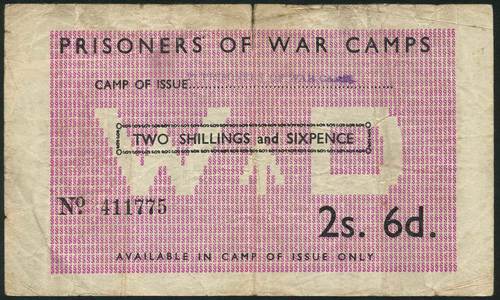 PRISONERS OF WAR CAMPS
CAMP OF ISSUE
W D
TWO SHILLINGS and SIXPENCE
No 411775
2s. 6d.
AVAILABLE IN CAMP OF ISSUE ONLY